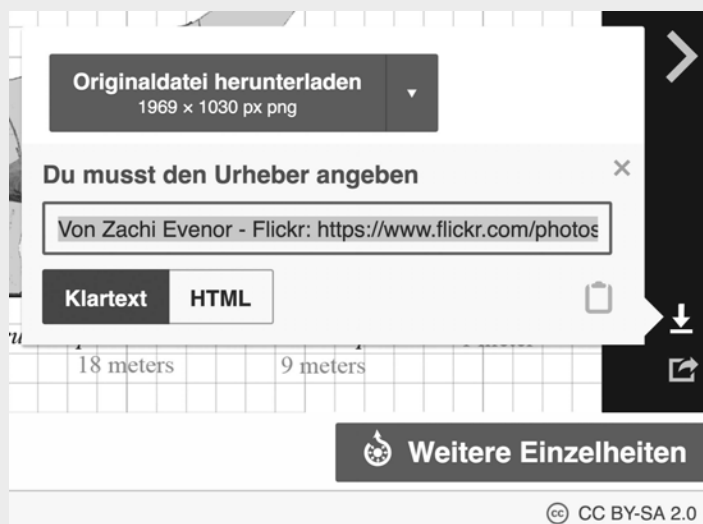 Originaldatei herunterladen
1969 × 1030 px png
Du musst den Urheber angeben
Von Zachi Evenor - Flickr: https://www.flickr.com/photos
Klartext HTML
18 meters 9 meters
Weitere Einzelheiten
CC BY-SA 2.0